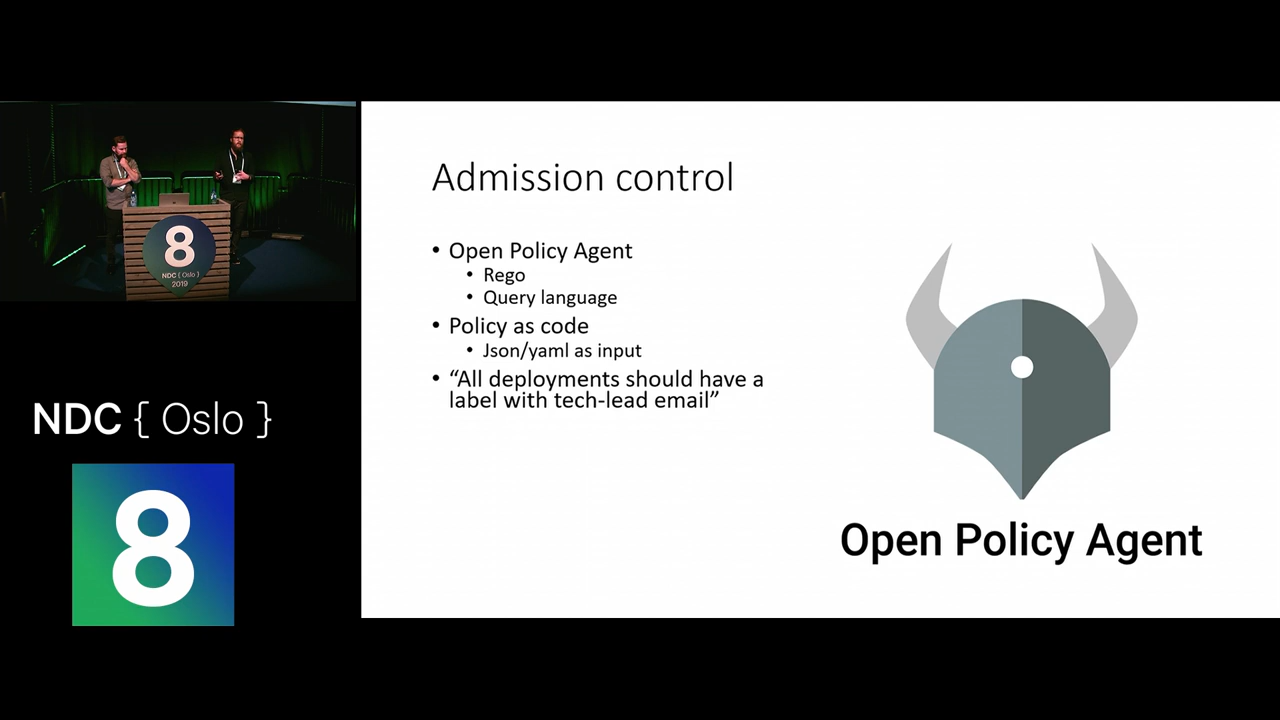 8
NDC { Oslo }
2019
NDC { Oslo }
8
Admission control
• Open Policy Agent
• Rego
• Query language
• Policy as code
• Json/yaml as input
• “All deployments should have a
label with tech-lead email”
Open Policy Agent